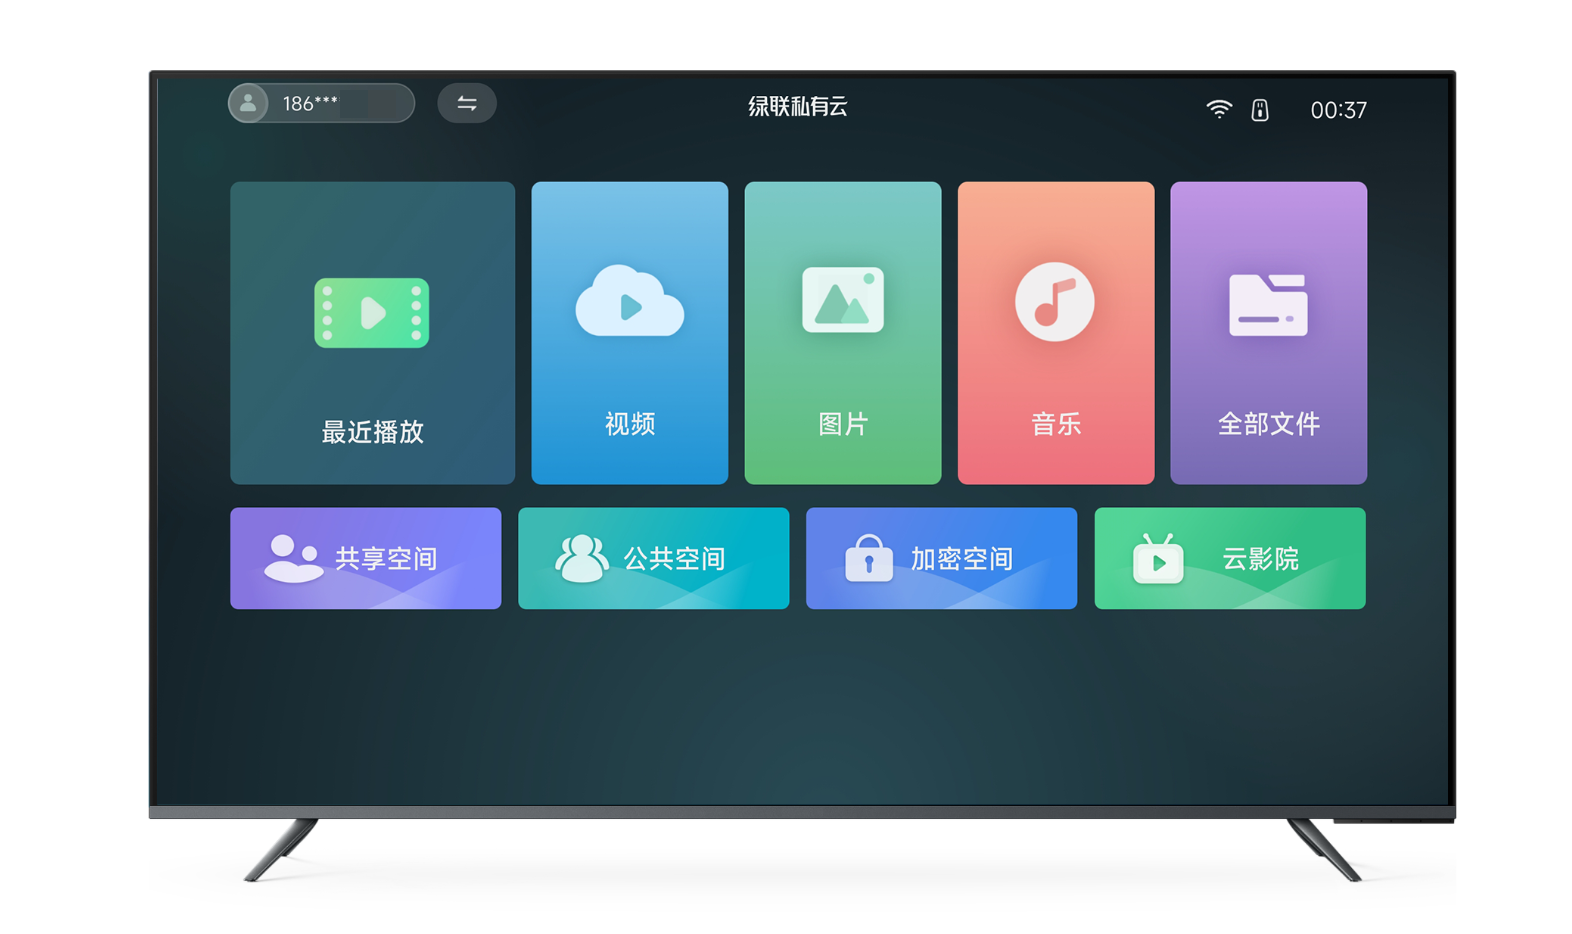 186***
绿联私有云
00:37
最近播放
视频
图片
音乐
全部文件
共享空间
公共空间
加密空间
云影院